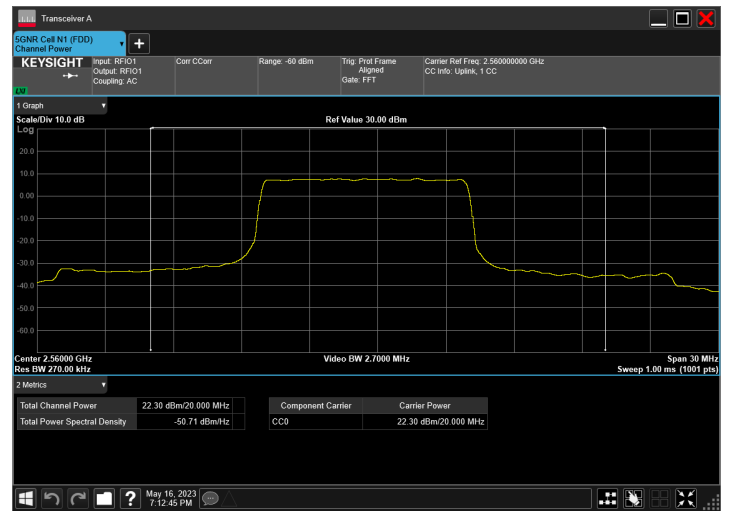 Transceiver A
5GNR Cell N1 (FDD)
Channel Power
KEYSIGHT
Input: RFIO1
Output: RFIO1
Coupling: AC
Corr CCorr
Range: -60 dBm
Trig: Prot Frame
Aligned
Gate: FFT
Carrier Ref Freq: 2.560000000 GHz
CC Info: Uplink, 1 CC
LXI
1 Graph
Scale/Div 10.0 dB
Ref Value 30.00 dBm
Log
20.0
10.0
0.00
-10.0
-20.0
-30.0
-40.0
-50.0
-60.0
Center 2.56000 GHz
Video BW 2.7000 MHz
Span 30 MHz
Res BW 270.00 kHz
Sweep 1.00 ms (1001 pts)
2 Metrics
Total Channel Power 22.30 dBm/20.000 MHz
Total Power Spectral Density -50.71 dBm/Hz
Component Carrier Carrier Power
CC0 22.30 dBm/20.000 MHz
?
May 16, 2023
7:12:45 PM